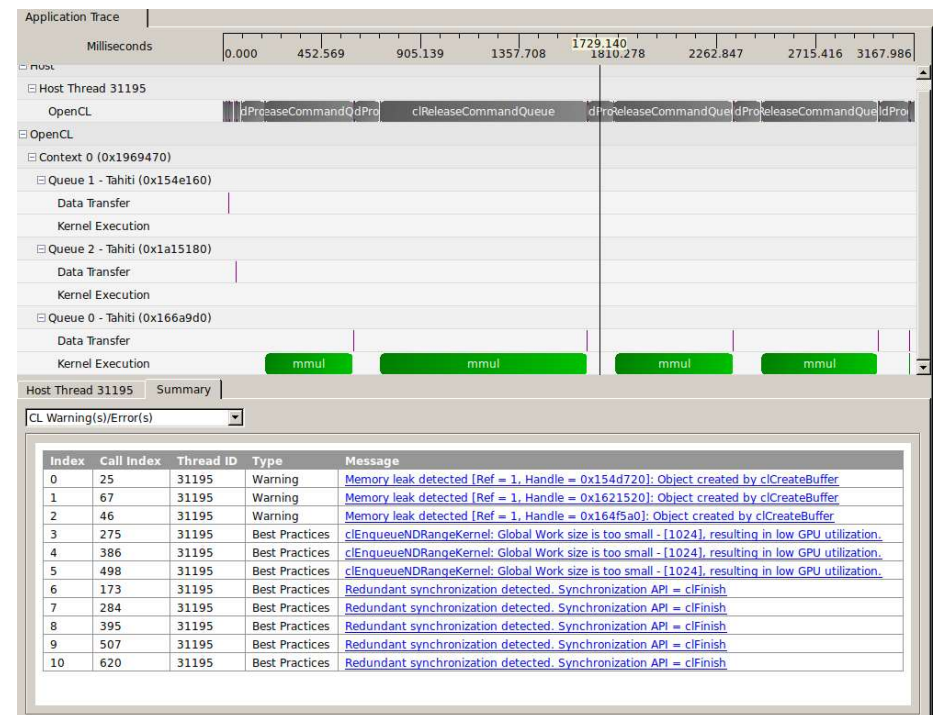 Application Trace
Milliseconds
0.000 452.569 905.139 1357.708 1729.140 1810.278 2262.847 2715.416 3167.986
Host
Host Thread 31195
OpenCL dProeaseCommandQdPro clReleaseCommandQueue dProReleaseCommandQueldProReleaseCommandQueldProd
OpenCL
Context 0 (0x1969470)
Queue 1 - Tahiti (0x154e160)
Data Transfer
Kernel Execution
Queue 2 - Tahiti (0x1a15180)
Data Transfer
Kernel Execution
Queue 0 - Tahiti (0x166a9d0)
Data Transfer
Kernel Execution mmul mmul mmul mmul
Host Thread 31195 Summary
CL Warning(s)/Error(s)
Index Call Index Thread ID Type Message
0 25 31195 Warning Memory leak detected [Ref = 1, Handle = 0x154d720]: Object created by clCreateBuffer
1 67 31195 Warning Memory leak detected [Ref = 1, Handle = 0x1621520]: Object created by clCreateBuffer
2 46 31195 Warning Memory leak detected [Ref = 1, Handle = 0x164f5a0]: Object created by clCreateBuffer
3 275 31195 Best Practices clEnqueueNDRangeKernel: Global Work size is too small - [1024], resulting in low GPU utilization.
4 386 31195 Best Practices clEnqueueNDRangeKernel: Global Work size is too small - [1024], resulting in low GPU utilization.
5 498 31195 Best Practices clEnqueueNDRangeKernel: Global Work size is too small - [1024], resulting in low GPU utilization.
6 173 31195 Best Practices Redundant synchronization detected. Synchronization API = clFinish
7 284 31195 Best Practices Redundant synchronization detected. Synchronization API = clFinish
8 395 31195 Best Practices Redundant synchronization detected. Synchronization API = clFinish
9 507 31195 Best Practices Redundant synchronization detected. Synchronization API = clFinish
10 620 31195 Best Practices Redundant synchronization detected. Synchronization API = clFinish